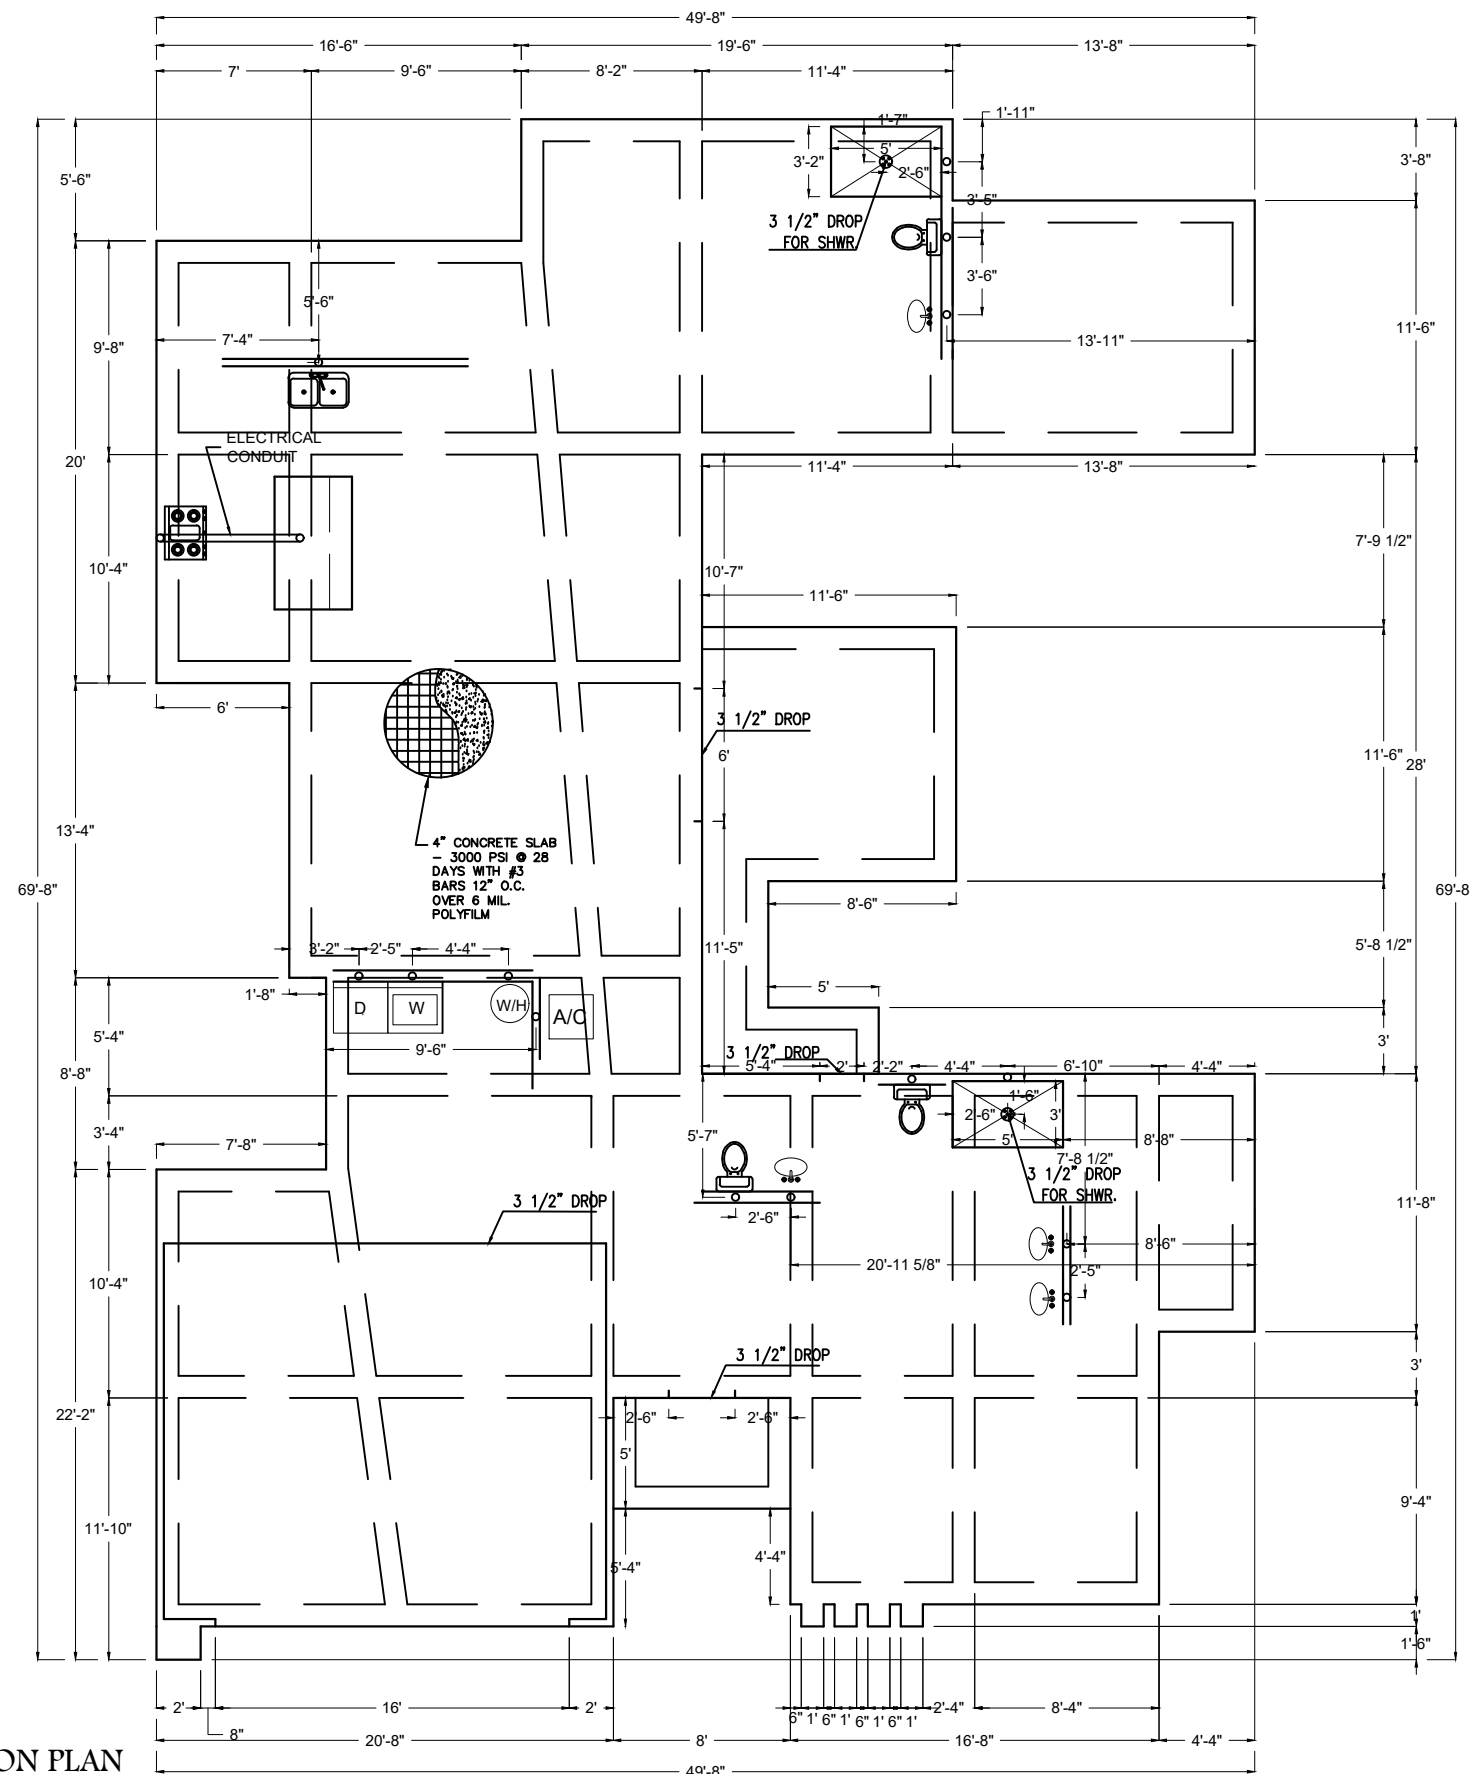 49'-8"
16'-6" 19'-6" 13'-8"
7' 9'-6" 8'-2" 11'-4"
1'-11"
1'-7"
5'
3'-2"
2'-6"
3'-8"
5'-6"
3'-5"
3 1/2" DROP
FOR SHWR.
3'-6"
5'-6"
7'-4"
9'-8"
13'-11"
11'-6"
ELECTRICAL
CONDUIT
20'
11'-4" 13'-8"
7'-9 1/2"
10'-4"
10'-7"
11'-6"
6'
3 1/2" DROP
6'
11'-6"
28'
13'-4"
4" CONCRETE SLAB
- 3000 PSI @ 28
DAYS WITH #3
BARS 12" O.C.
OVER 6 MIL.
POLYFILM
69'-8"
69'-8
8'-6"
3'-2" 2'-5" 4'-4"
11'-5"
5'-8 1/2"
1'-8"
5'
D W W/H A/C
5'-4"
9'-6"
3 1/2" DROP
3'
8'-8"
5'-4" 2' 2'-2" 4'-4" 6'-10" 4'-4"
1'-6"
2'-6"
3'
3'-4"
5'-7"
5'
8'-8"
7'-8"
7'-8 1/2"
3 1/2" DROP
FOR SHWR.
3 1/2" DROP
2'-6"
11'-8"
8'-6"
20'-11 5/8"
2'-5"
10'-4"
3 1/2" DROP
3'
22'-2"
2'-6" 2'-6"
5'
9'-4"
11'-10"
4'-4"
5'-4"
1'
1'-6"
2' 16' 2'
6" 1' 6" 1' 6" 1' 6" 1' 2'-4" 8'-4"
8"
20'-8" 8' 16'-8" 4'-4"
ON PLAN
49'-8"